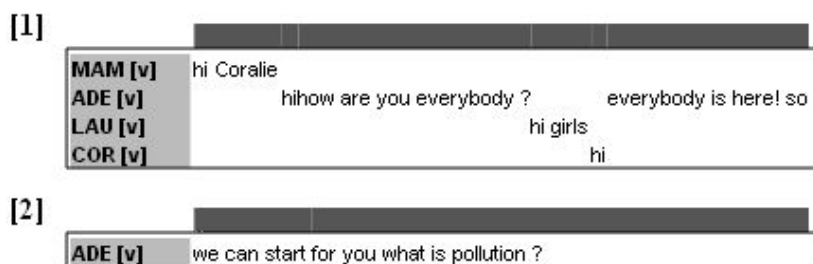 [1]
MAM [v] hi Coralie
ADE [v] hihow are you everybody ? everybody is here! so
LAU [v] hi girls
COR [v] hi
[2]
ADE [v] we can start for you what is pollution ?